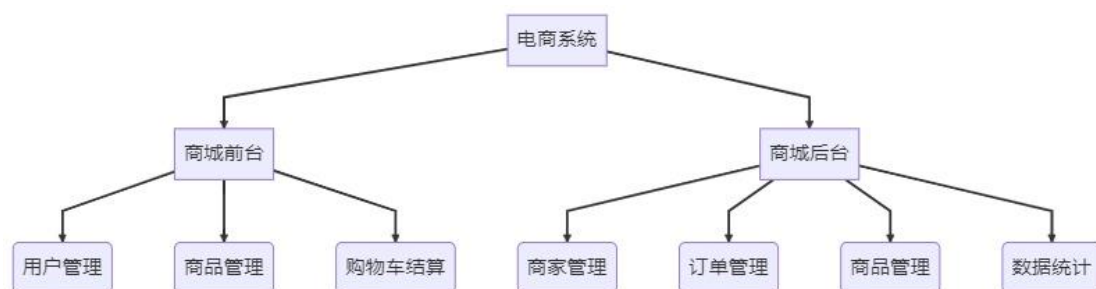 电商系统
商城前台
商城后台
用户管理
商品管理
购物车结算
商家管理
订单管理
商品管理
数据统计